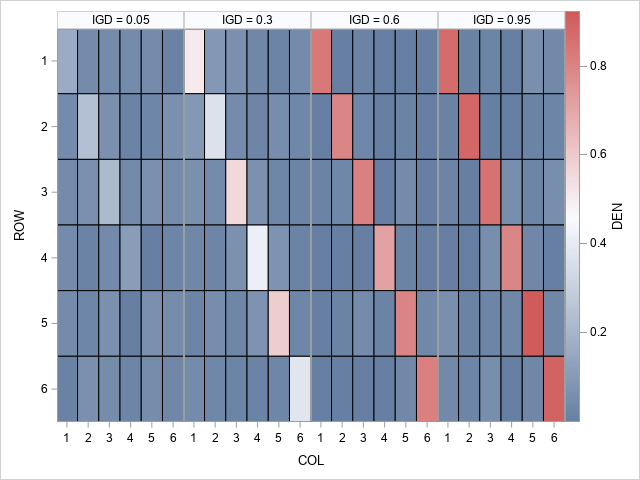 IGD = 0.05 IGD = 0.3 IGD = 0.6 IGD = 0.95
1
2
3
4
5
6
ROW
1 2 3 4 5 6 1 2 3 4 5 6 1 2 3 4 5 6 1 2 3 4 5 6
COL
0.8
0.6
0.4
0.2
DEN